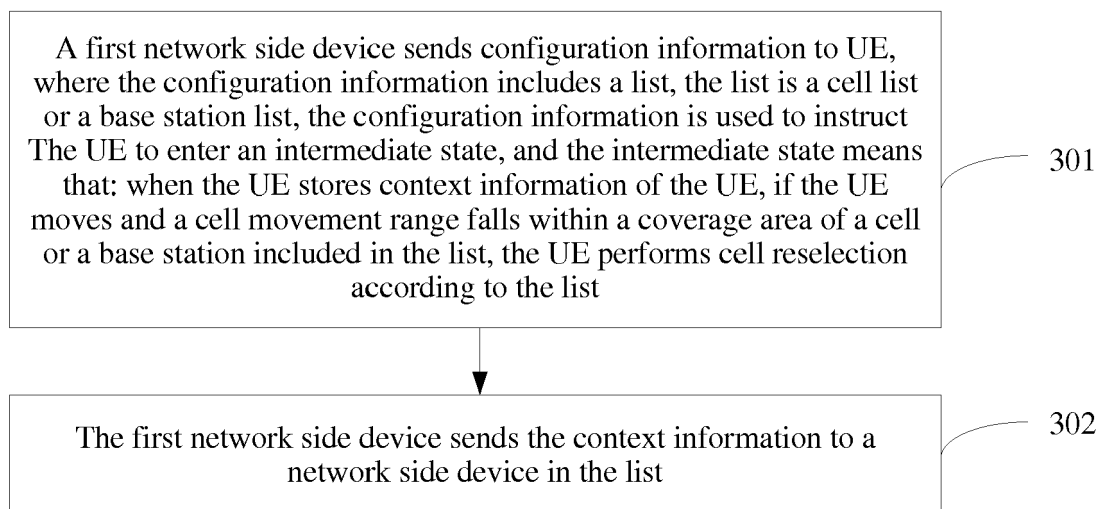 A first network side device sends configuration information to UE,
where the configuration information includes a list, the list is a cell list
or a base station list, the configuration information is used to instruct
The UE to enter an intermediate state, and the intermediate state means
that: when the UE stores context information of the UE, if the UE
moves and a cell movement range falls within a coverage area of a cell
or a base station included in the list, the UE performs cell reselection
according to the list
301
The first network side device sends the context information to a
network side device in the list
302